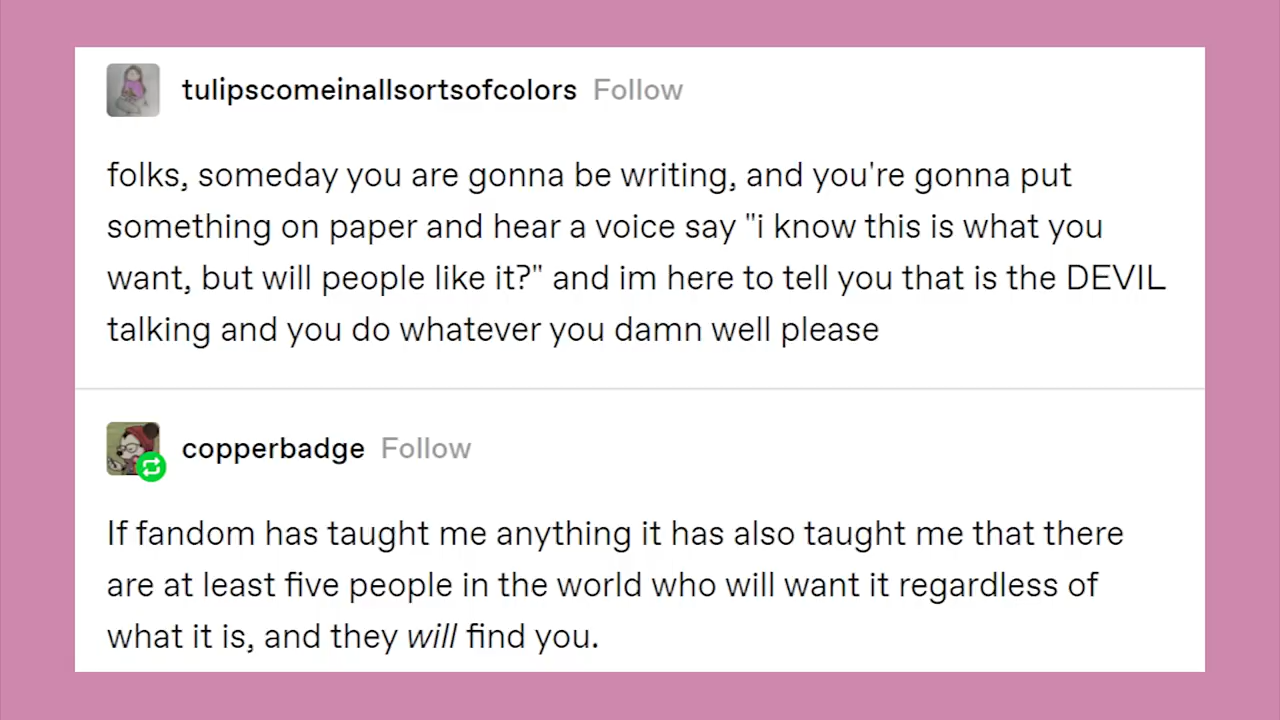 tulipscomeinallsortsofcolors Follow
folks, someday you are gonna be writing, and you're gonna put
something on paper and hear a voice say "i know this is what you
want, but will people like it?" and im here to tell you that is the DEVIL
talking and you do whatever you damn well please
copperbadge Follow
If fandom has taught me anything it has also taught me that there
are at least five people in the world who will want it regardless of
what it is, and they will find you.